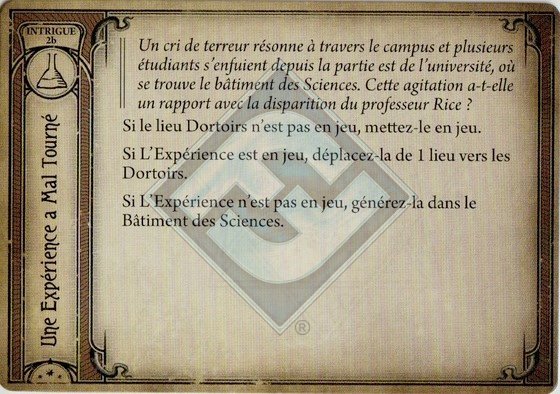 INTRIGUE
2b
Une Expérience a Mal Tourné
Un cri de terreur résonne à travers le campus et plusieurs
étudiants s'enfuient depuis la partie est de l'université, où
se trouve le bâtiment des Sciences. Cette agitation a-t-elle
un rapport avec la disparition du professeur Rice ?
Si le lieu Dortoirs n'est pas en jeu, mettez-le en jeu.
Si L'Expérience est en jeu, déplacez-la de 1 lieu vers les
Dortoirs.
Si L'Expérience n'est pas en jeu, générez-la dans le
Bâtiment des Sciences.
®